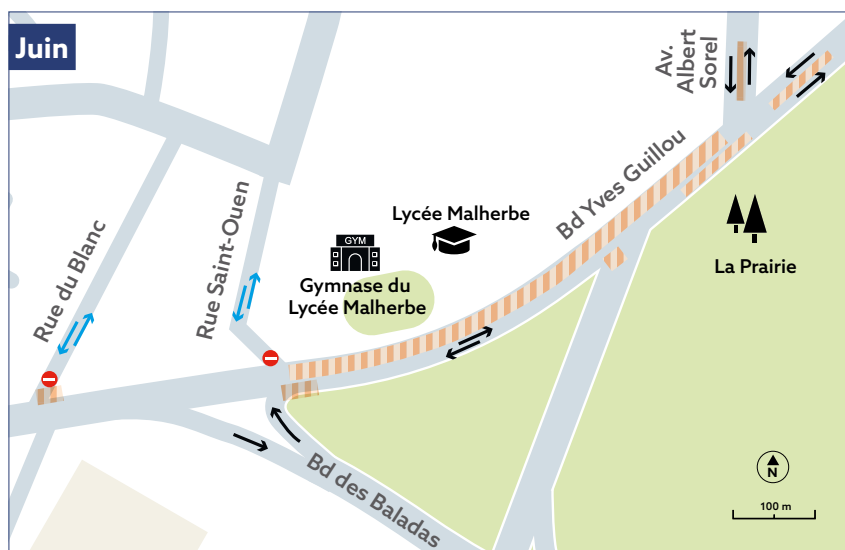 Juin
Av.
Albert
Sorel
Bd Yves Guillou
Rue Saint-Ouen
Rue du Blanc
Lycée Malherbe
GYM
Gymnase du
Lycée Malherbe
La Prairie
Bd des Baladas
N
100 m